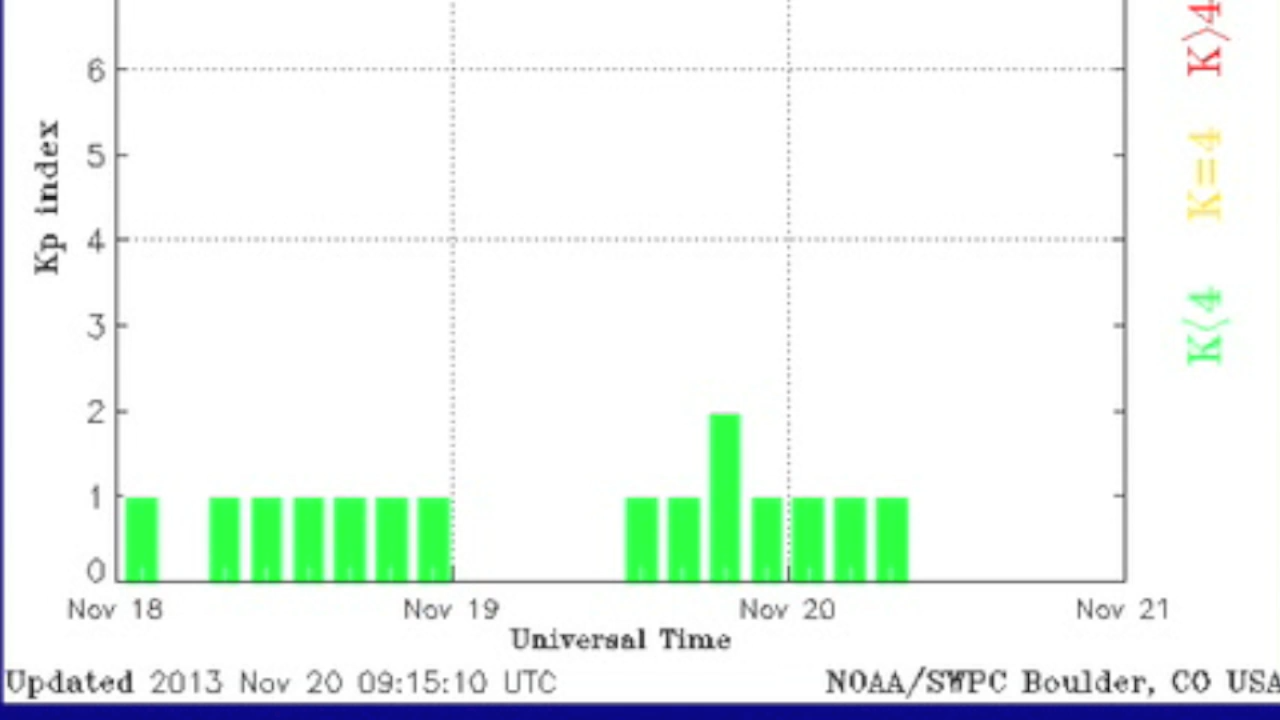 6
5
4
3
2
1
0
Kp index
Nov 18 Nov 19 Nov 20 Nov 21
Universal Time
Updated 2013 Nov 20 09:15:10 UTC NOAA/SWPC Boulder, CO USA
K<4 K=4 K>4